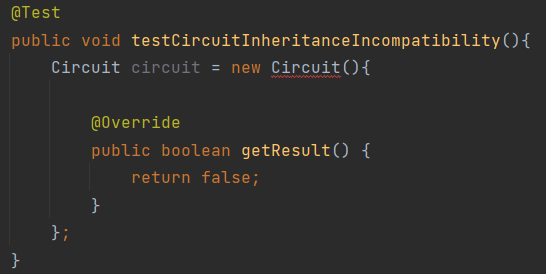 @Test
public void testCircuitInheritanceIncompatibility(){
    Circuit circuit = new Circuit(){
        @Override
        public boolean getResult() {
            return false;
        }
    };
}